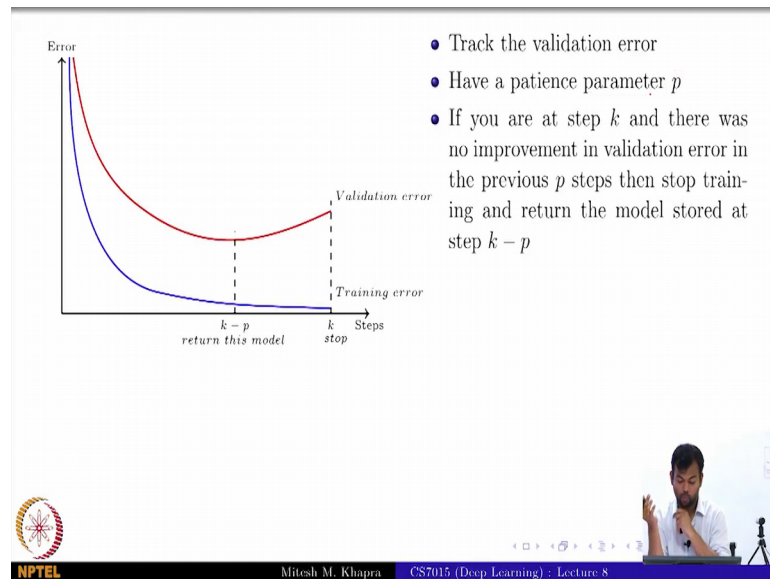 Error
Validation error
Training error
k − p
k
Steps
return this model
stop
• Track the validation error
• Have a patience parameter p
• If you are at step k and there was
no improvement in validation error in
the previous p steps then stop train-
ing and return the model stored at
step k − p
NPTEL
Mitesh M. Khapra
CS7015 (Deep Learning) : Lecture 8